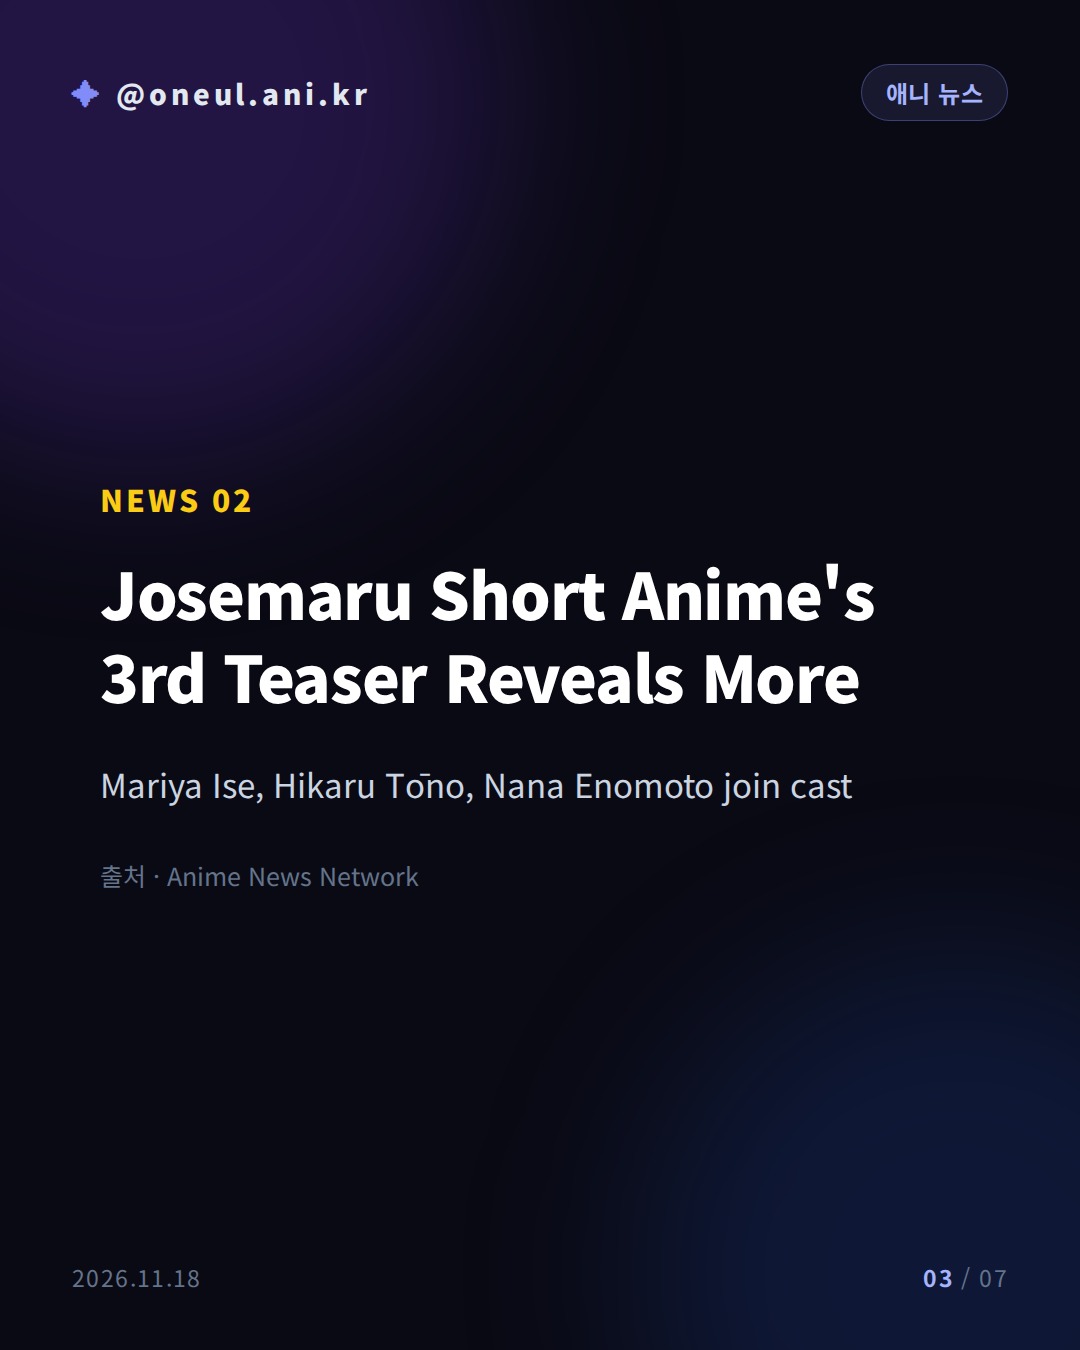 @oneul.ani.kr
애니 뉴스
NEWS 02
Josemaru Short Anime's
3rd Teaser Reveals More
Mariya Ise, Hikaru Tōno, Nana Enomoto join cast
출처 · Anime News Network
2026.11.18
03 / 07